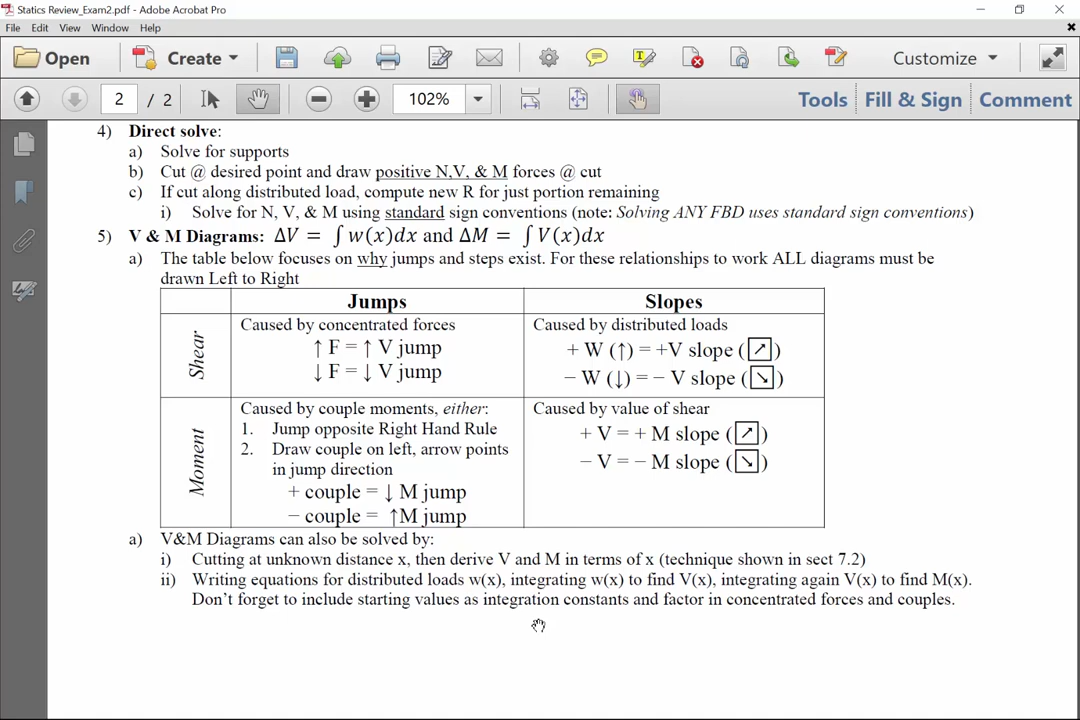 Statics Review_Exam2.pdf - Adobe Acrobat Pro
File Edit View Window Help
Open Create Customize
2 / 2 102% Tools Fill & Sign Comment
4) Direct solve:
a) Solve for supports
b) Cut @ desired point and draw positive N,V, & M forces @ cut
c) If cut along distributed load, compute new R for just portion remaining
i) Solve for N, V, & M using standard sign conventions (note: Solving ANY FBD uses standard sign conventions)
5) V & M Diagrams: ΔV = ∫ w(x)dx and ΔM = ∫ V(x)dx
a) The table below focuses on why jumps and steps exist. For these relationships to work ALL diagrams must be
drawn Left to Right
Jumps Slopes
Shear
Caused by concentrated forces
↑ F = ↑ V jump
↓ F = ↓ V jump
Caused by distributed loads
+ W (↑) = +V slope (↗)
− W (↓) = − V slope (↘)
Moment
Caused by couple moments, either:
1. Jump opposite Right Hand Rule
2. Draw couple on left, arrow points
in jump direction
+ couple = ↓ M jump
− couple = ↑M jump
Caused by value of shear
+ V = + M slope (↗)
− V = − M slope (↘)
a) V&M Diagrams can also be solved by:
i) Cutting at unknown distance x, then derive V and M in terms of x (technique shown in sect 7.2)
ii) Writing equations for distributed loads w(x), integrating w(x) to find V(x), integrating again V(x) to find M(x).
Don't forget to include starting values as integration constants and factor in concentrated forces and couples.